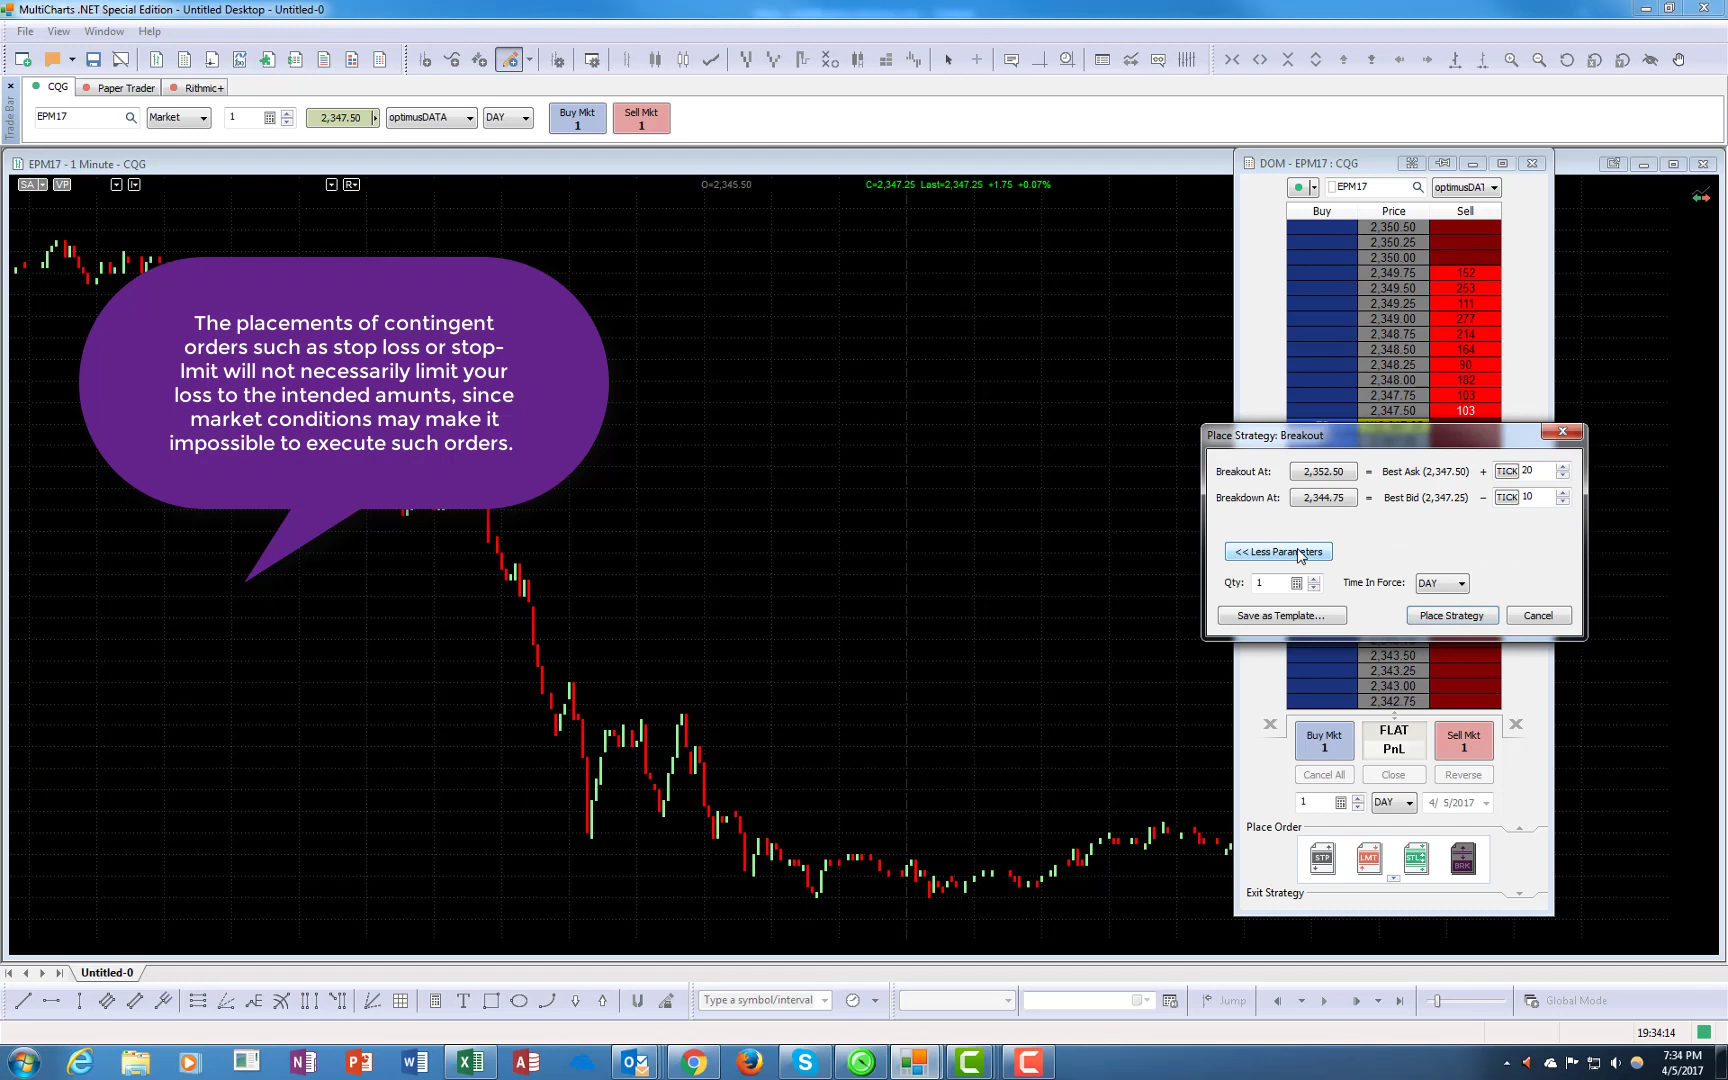 MultiCharts .NET Special Edition - Untitled Desktop - Untitled-0
File View Window Help
CQG Paper Trader Rithmic+
Trade Bar
EPM17 Market 1 2,347.50 optimusDATA DAY Buy Mkt 1 Sell Mkt 1
EPM17 - 1 Minute - CQG
SA VP R O=2,345.50 C=2,347.25 Last=2,347.25 +1.75 +0.07%
The placements of contingent
orders such as stop loss or stop-
lmit will not necessarily limit your
loss to the intended amunts, since
market conditions may make it
impossible to execute such orders.
DOM - EPM17 : CQG
EPM17 optimusDAT
Buy Price Sell
2,350.50
2,350.25
2,350.00
2,349.75 152
2,349.50 253
2,349.25 111
2,349.00 277
2,348.75 214
2,348.50 164
2,348.25 90
2,348.00 182
2,347.75 103
2,347.50 103
Place Strategy: Breakout
Breakout At: 2,352.50 = Best Ask (2,347.50) + TICK 20
Breakdown At: 2,344.75 = Best Bid (2,347.25) - TICK 10
<< Less Parameters
Qty: 1 Time In Force: DAY
Save as Template... Place Strategy Cancel
2,343.50
2,343.25
2,343.00
2,342.75
Buy Mkt 1 FLAT PnL Sell Mkt 1
Cancel All Close Reverse
1 DAY 4/ 5/2017
Place Order
STP LMT STL BRK
Exit Strategy
Untitled-0
Type a symbol/interval Jump Global Mode
19:34:14
7:34 PM
4/5/2017